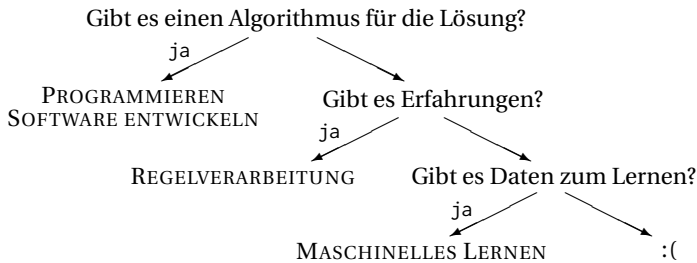 Gibt es einen Algorithmus für die Lösung?
ja
PROGRAMMIEREN
SOFTWARE ENTWICKELN
Gibt es Erfahrungen?
ja
REGELVERARBEITUNG
Gibt es Daten zum Lernen?
ja
MASCHINELLES LERNEN
:(